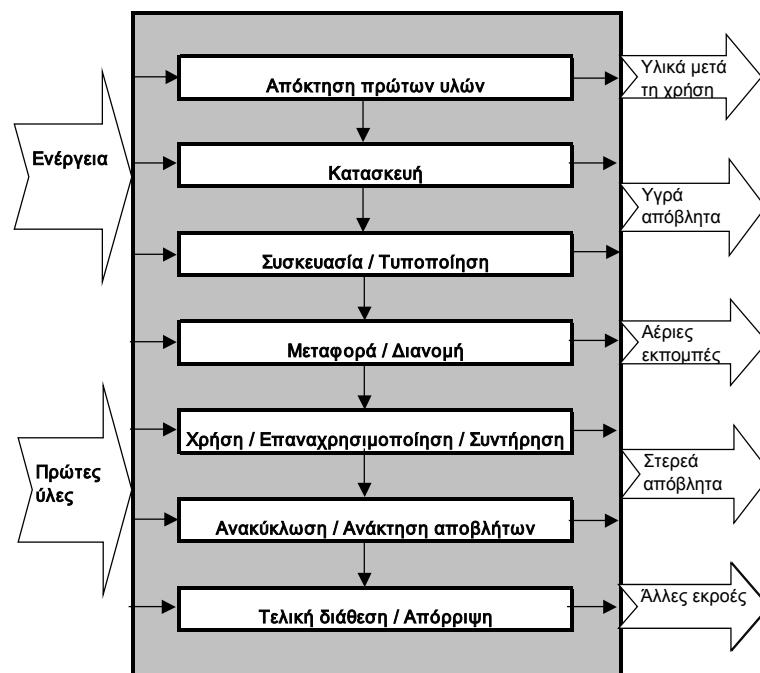 Ενέργεια
Πρώτες
ύλες
Απόκτηση πρώτων υλών
Κατασκευή
Συσκευασία / Τυποποίηση
Μεταφορά / Διανομή
Χρήση / Επαναχρησιμοποίηση / Συντήρηση
Ανακύκλωση / Ανάκτηση αποβλήτων
Τελική διάθεση / Απόρριψη
Υλικά μετά
τη χρήση
Υγρά
απόβλητα
Αέριες
εκπομπές
Στερεά
απόβλητα
Άλλες εκροές